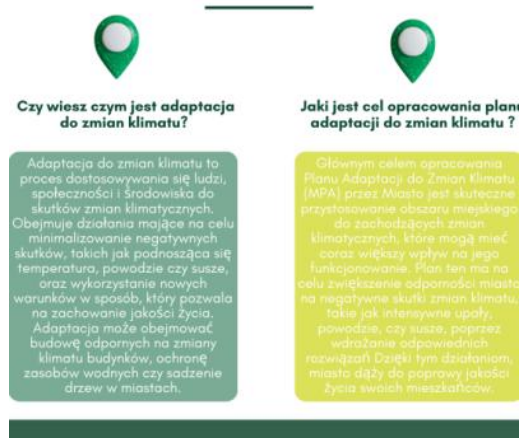 Czy wiesz czym jest adaptacja
do zmian klimatu?
Adaptacja do zmian klimatu to
proces dostosowywania się ludzi,
społeczności i środowiska do
skutków zmian klimatycznych.
Obejmuje działania mające na celu
minimalizowanie negatywnych
skutków, takich jak podnosząca się
temperatura, powodzie czy susze,
oraz wykorzystanie nowych
warunków w sposób, który pozwala
na zachowanie jakości życia.
Adaptacja może obejmować
budowę odpornych na zmiany
klimatu budynków, ochronę
zasobów wodnych czy sadzenie
drzew w miastach.
Jaki jest cel opracowania planu
adaptacji do zmian klimatu ?
Głównym celem opracowania
Planu Adaptacji do Zmian Klimatu
(MPA) przez Miasto jest skuteczne
przystosowanie obszaru miejskiego
do zachodzących zmian
klimatycznych, które mogą mieć
coraz większy wpływ na jego
funkcjonowanie. Plan ten ma na
celu zwiększenie odporności miasta
na negatywne skutki zmian klimatu,
takie jak intensywne upały,
powodzie, czy susze, poprzez
wdrażanie odpowiednich
rozwiązań Dzięki tym działaniom,
miasto dąży do poprawy jakości
życia swoich mieszkańców.